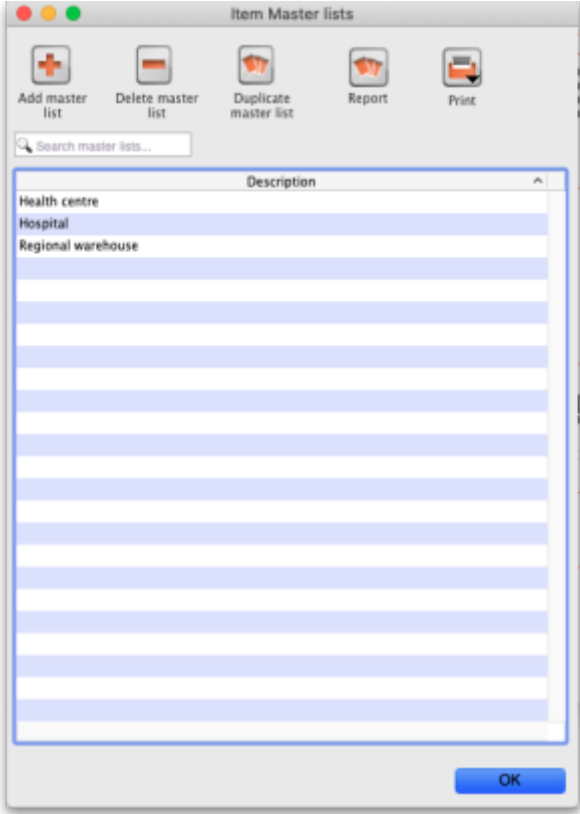 Item Master lists
Add master
list
Delete master
list
Duplicate
master list
Report
Print
Search master lists...
Description
Health centre
Hospital
Regional warehouse
OK